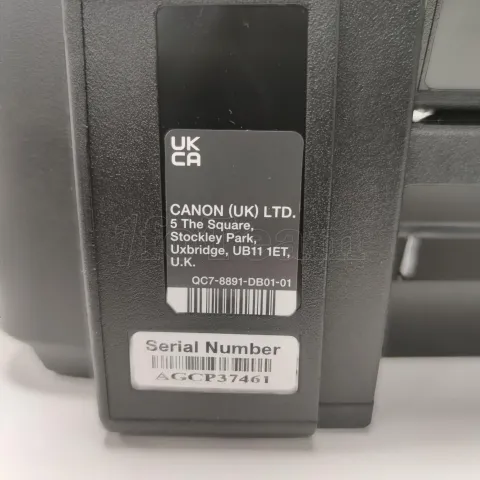 UK
CA
CANON (UK) LTD.
5 The Square,
Stockley Park,
Uxbridge, UB11 1ET,
U.K.
QC7-8891-DB01-01
Serial Number
AGCP37461